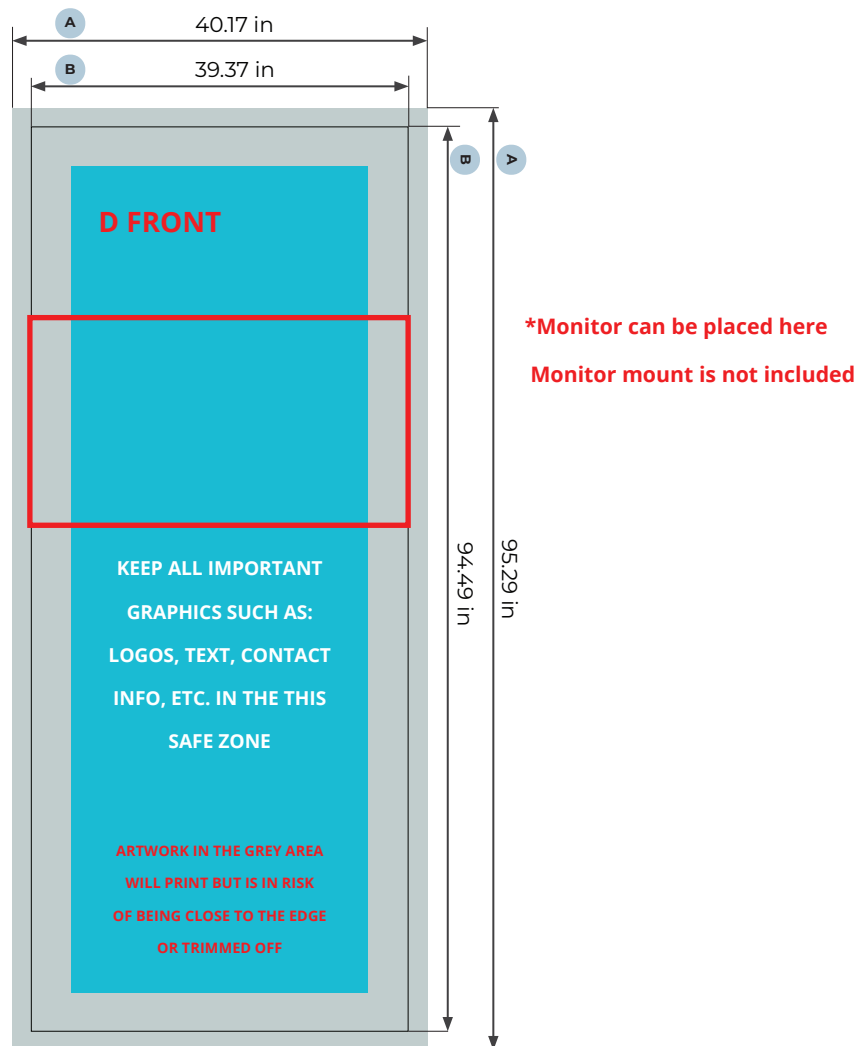 A
40.17 in
B
39.37 in
B
A
D FRONT
*Monitor can be placed here
Monitor mount is not included
94.49 in
95.29 in
KEEP ALL IMPORTANT
GRAPHICS SUCH AS:
LOGOS, TEXT, CONTACT
INFO, ETC. IN THE THIS
SAFE ZONE
ARTWORK IN THE GREY AREA
WILL PRINT BUT IS IN RISK
OF BEING CLOSE TO THE EDGE
OR TRIMMED OFF